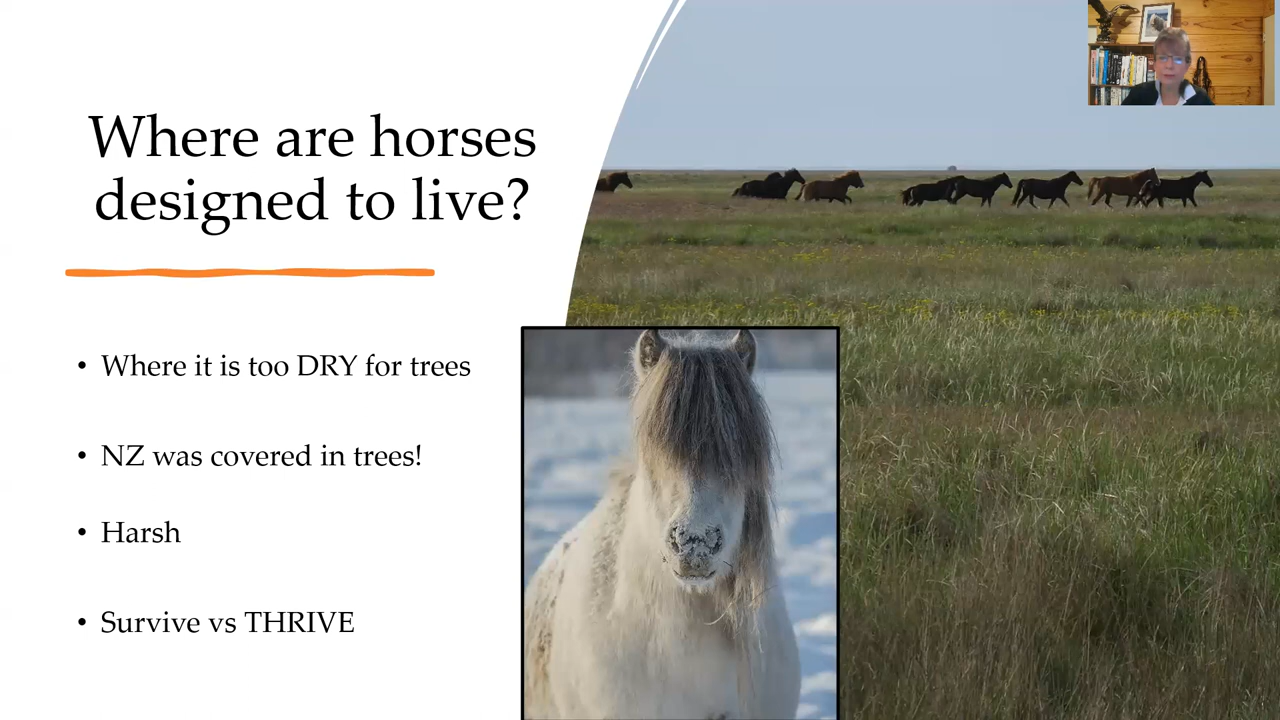 Where are horses
designed to live?
• Where it is too DRY for trees
• NZ was covered in trees!
• Harsh
• Survive vs THRIVE